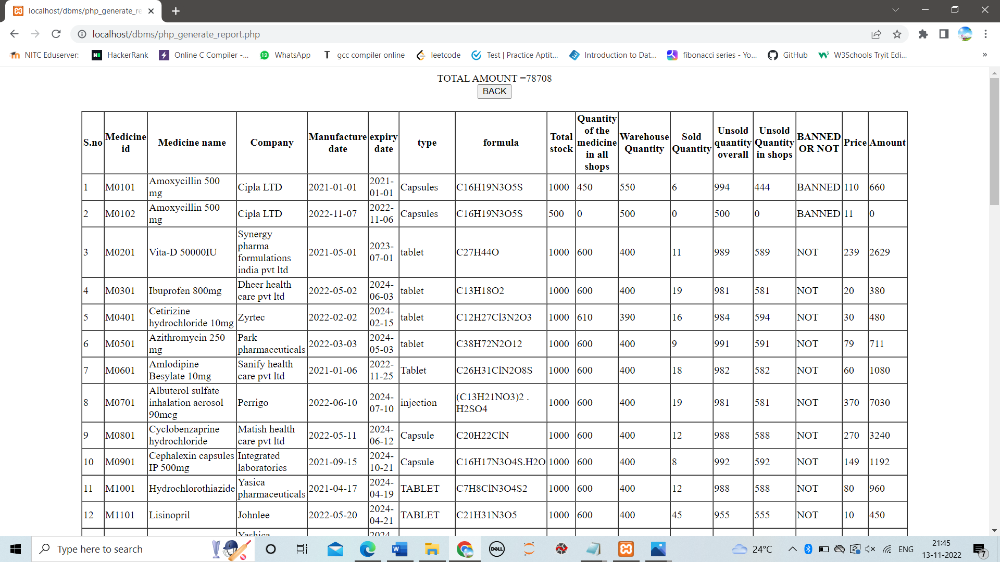 localhost/dbms/php_generate_re
localhost/dbms/php_generate_report.php
NITC Eduserver:
HackerRank
Online C Compiler -...
12
WhatsApp
T
gcc compiler online
leetcode
Test | Practice Aptit...
Introduction to Dat...
fibonacci series - Yo...
GitHub
W3Schools Tryit Edi...
»
TOTAL AMOUNT =78708
BACK
S.no Medicine id Medicine name Company Manufacture date expiry date type formula Total stock Quantity of the medicine in all shops Warehouse Quantity Sold Quantity Unsold quantity overall Unsold Quantity in shops BANNED OR NOT Price Amount
1 M0101 Amoxycillin 500 mg Cipla LTD 2021-01-01 2021-01-01 Capsules C16H19N3O5S 1000 450 550 6 994 444 BANNED 110 660
2 M0102 Amoxycillin 500 mg Cipla LTD 2022-11-07 2022-11-06 Capsules C16H19N3O5S 500 0 500 0 500 0 BANNED 11 0
3 M0201 Vita-D 50000IU Synergy pharma formulations india pvt ltd 2021-05-01 2023-07-01 tablet C27H44O 1000 600 400 11 989 589 NOT 239 2629
4 M0301 Ibuprofen 800mg Dheer health care pvt ltd 2022-05-02 2024-06-03 tablet C13H18O2 1000 600 400 19 981 581 NOT 20 380
5 M0401 Cetirizine hydrochloride 10mg Zyrtec 2022-02-02 2024-02-15 tablet C12H27Cl3N2O3 1000 610 390 16 984 594 NOT 30 480
6 M0501 Azithromycin 250 mg Park pharmaceuticals 2022-03-03 2024-05-03 tablet C38H72N2O12 1000 600 400 9 991 591 NOT 79 711
7 M0601 Amlodipine Besylate 10mg Sanify health care pvt ltd 2021-01-06 2022-11-25 Tablet C26H31ClN2O8S 1000 600 400 18 982 582 NOT 60 1080
8 M0701 Albuterol sulfate inhalation aerosol 90mcg Perrigo 2022-06-10 2024-07-10 injection (C13H21NO3)2 . H2SO4 1000 600 400 19 981 581 NOT 370 7030
9 M0801 Cyclobenzaprine hydrochloride Matish health care pvt ltd 2022-05-11 2024-06-12 Capsule C20H22ClN 1000 600 400 12 988 588 NOT 270 3240
10 M0901 Cephalexin capsules IP 500mg Integrated laboratories 2021-09-15 2024-10-21 Capsule C16H17N3O4S.H2O 1000 600 400 8 992 592 NOT 149 1192
11 M1001 Hydrochlorothiazide Yasica pharmaceuticals 2021-04-17 2024-04-19 TABLET C7H8ClN3O4S2 1000 600 400 12 988 588 NOT 80 960
12 M1101 Lisinopril Johnlee 2022-05-20 2024-04-21 TABLET C21H31N3O5 1000 600 400 45 955 555 NOT 10 450
Yashica 2024-
Type here to search
DELL
24°C
ENG
21:45
13-11-2022
7